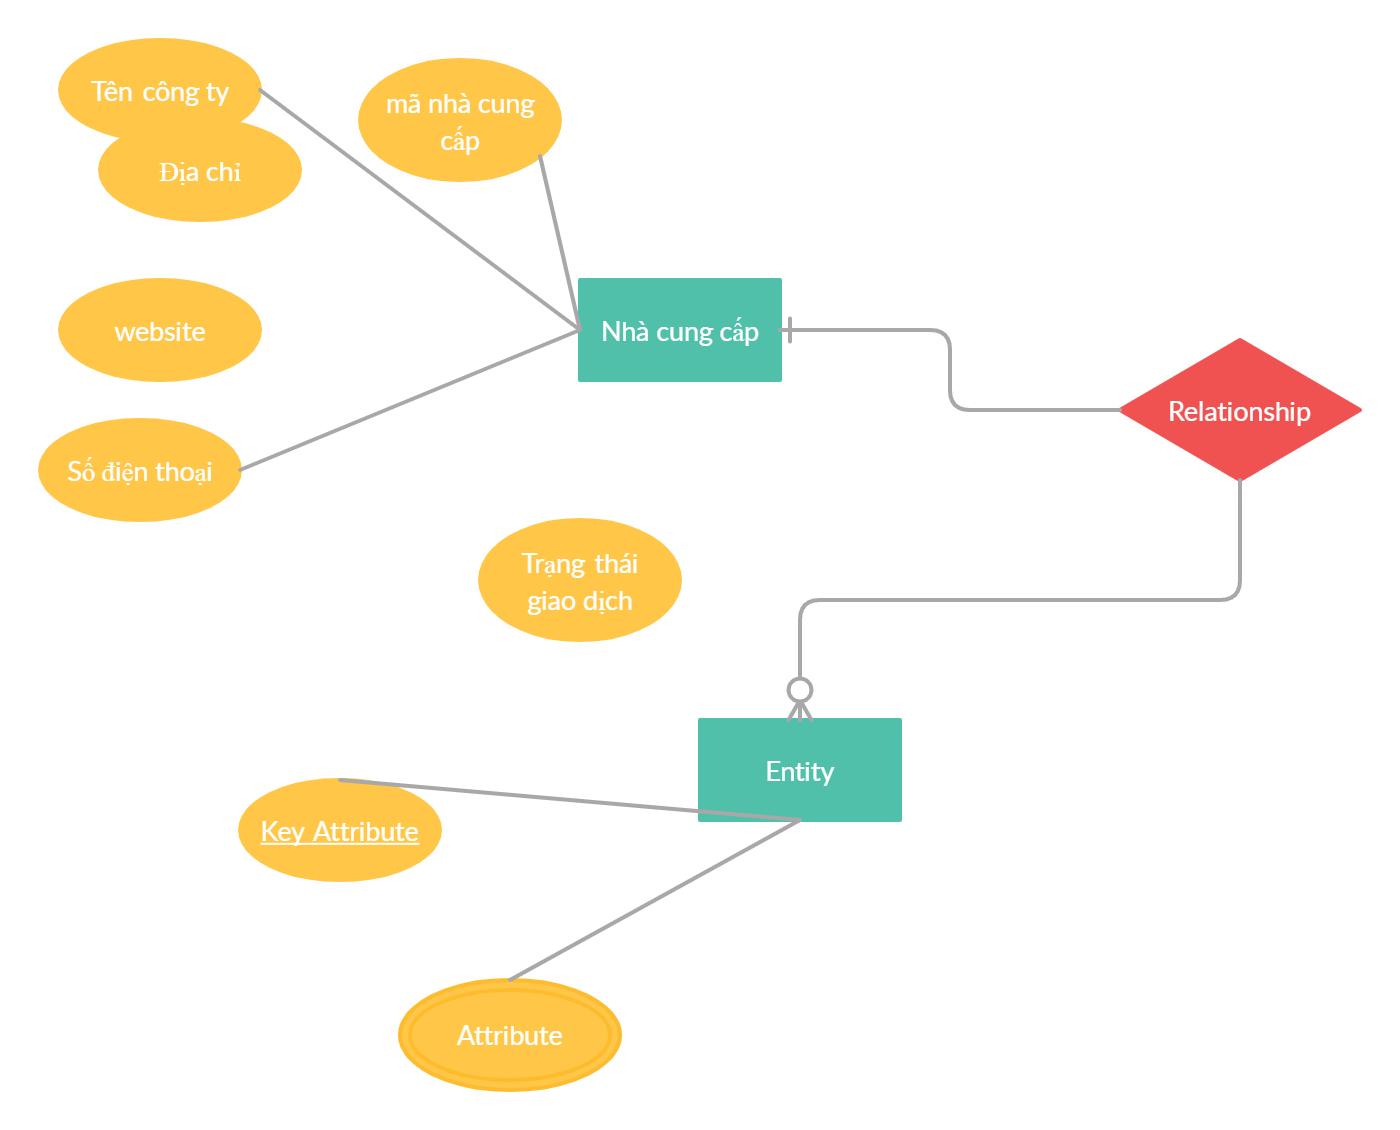 Tên công ty
mã nhà cung
cấp
Địa chỉ
website
Nhà cung cấp
Relationship
Số điện thoại
Trạng thái
giao dịch
Entity
Key Attribute
Attribute